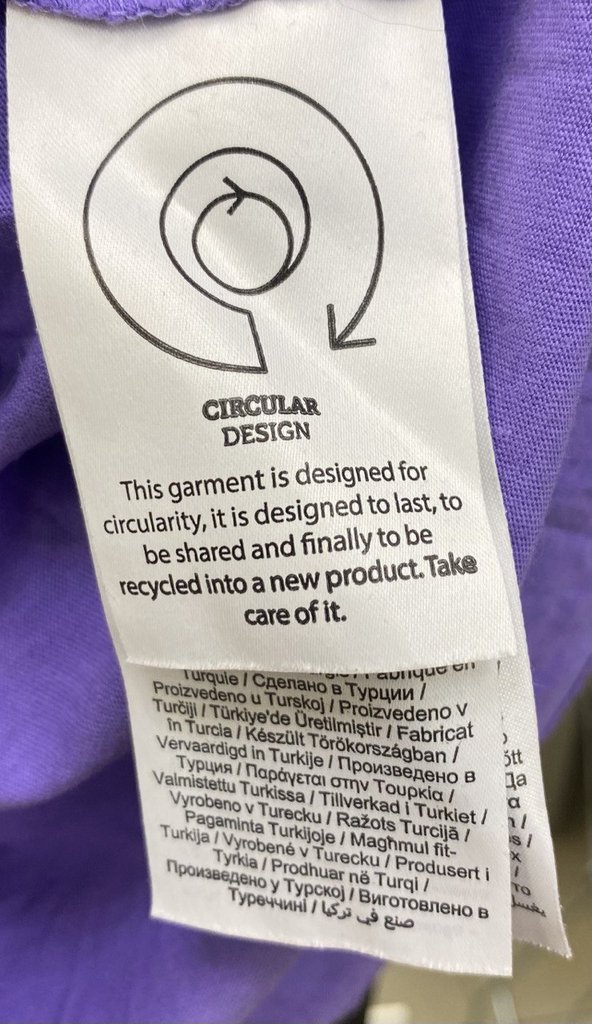 CIRCULAR
DESIGN
This garment is designed for
circularity, it is designed to last, to
be shared and finally to be
recycled into a new product. Take
care of it.
Fabriqué en
Turquie / Сделано в Турции /
Proizvedeno u Turskoj / Proizvedeno v
Turčiji / Türkiye'de Üretilmiştir / Fabricat
în Turcia / Készült Törökországban /
Vervaardigd in Turkije / Произведено в
Турция / Παράγεται στην Τουρκία /
Valmistettu Turkissa / Tillverkad i Turkiet /
Vyrobeno v Turecku / Ražots Turcijā /
Pagaminta Turkijoje / Magħmul fit-
Turkija / Vyrobené v Turecku / Produsert i
Tyrkia / Prodhuar në Turqi /
Произведено у Турској / Виготовлено в
Туреччині / صنع في تركيا